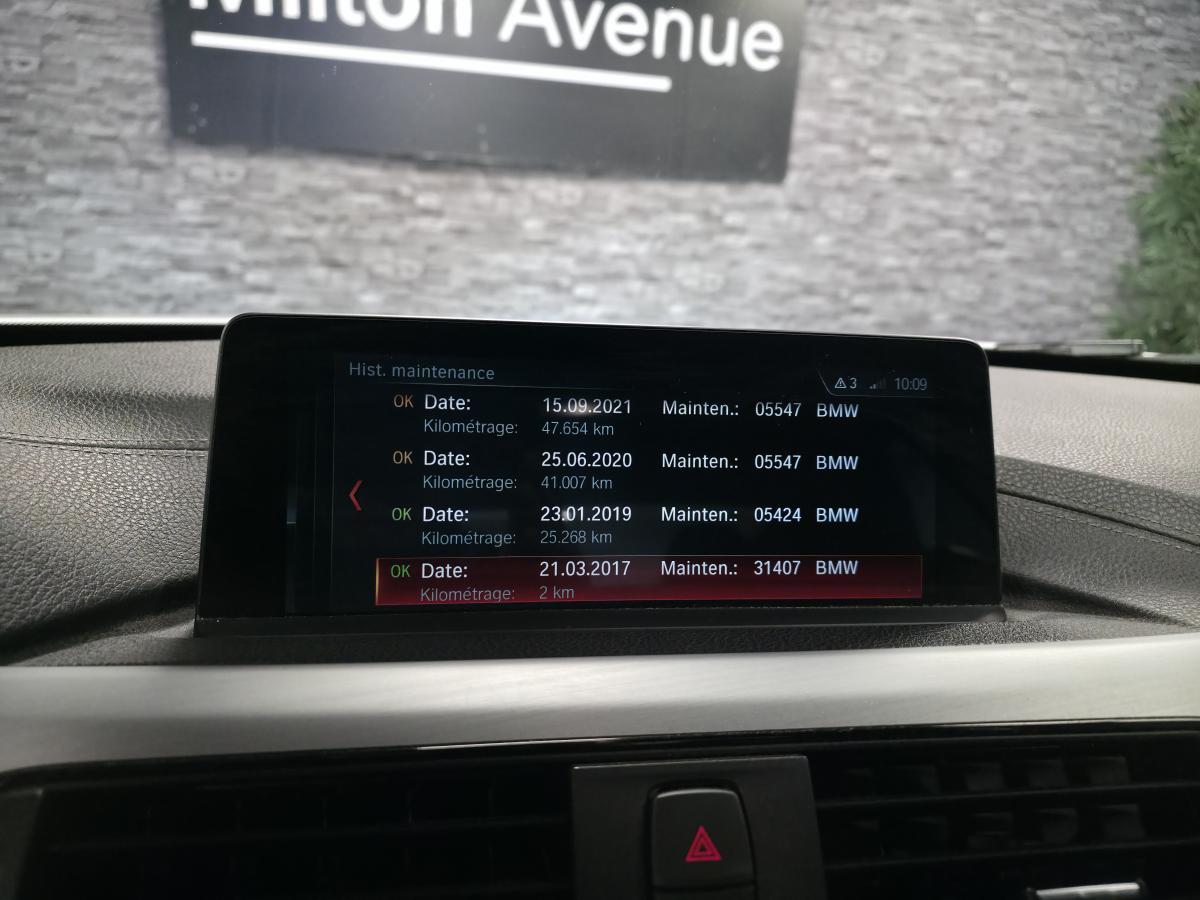 Milton Avenue
Hist. maintenance
3 10:09
OK Date: 15.09.2021 Mainten.: 05547 BMW
Kilométrage: 47.654 km
OK Date: 25.06.2020 Mainten.: 05547 BMW
Kilométrage: 41.007 km
OK Date: 23.01.2019 Mainten.: 05424 BMW
Kilométrage: 25.268 km
OK Date: 21.03.2017 Mainten.: 31407 BMW
Kilométrage: 2 km